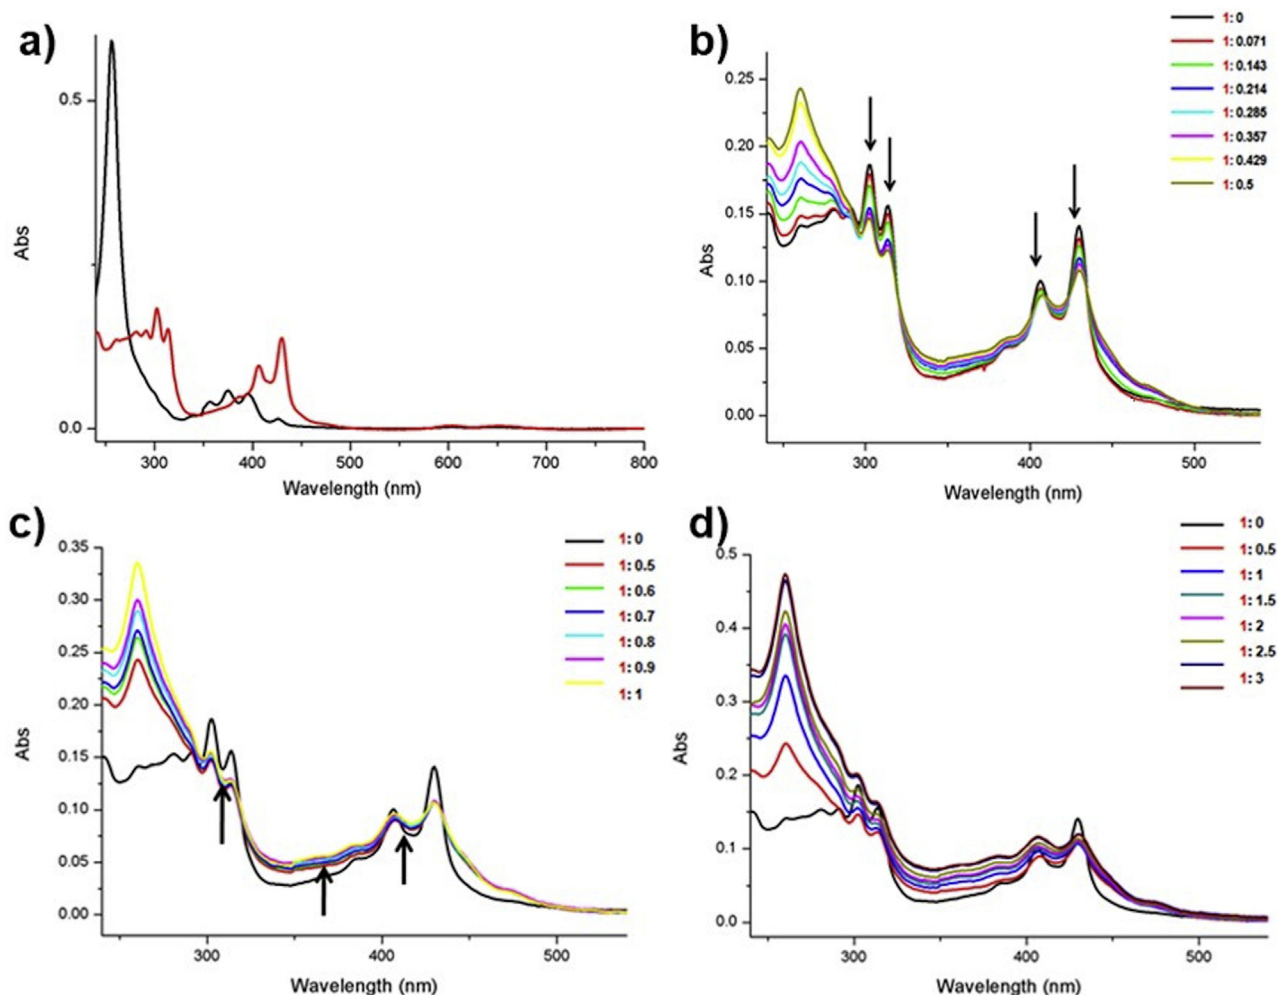 a)
Abs
0.5
0.0
300 400 500 600 700 800
Wavelength (nm)
b)
1: 0
1: 0.071
1: 0.143
1: 0.214
1: 0.285
1: 0.357
1: 0.429
1: 0.5
Abs
0.25
0.20
0.15
0.10
0.05
0.00
300 400 500
Wavelength (nm)
c)
1: 0
1: 0.5
1: 0.6
1: 0.7
1: 0.8
1: 0.9
1: 1
Abs
0.35
0.30
0.25
0.20
0.15
0.10
0.05
0.00
300 400 500
Wavelength (nm)
d)
1: 0
1: 0.5
1: 1
1: 1.5
1: 2
1: 2.5
1: 3
Abs
0.5
0.4
0.3
0.2
0.1
0.0
300 400 500
Wavelength (nm)